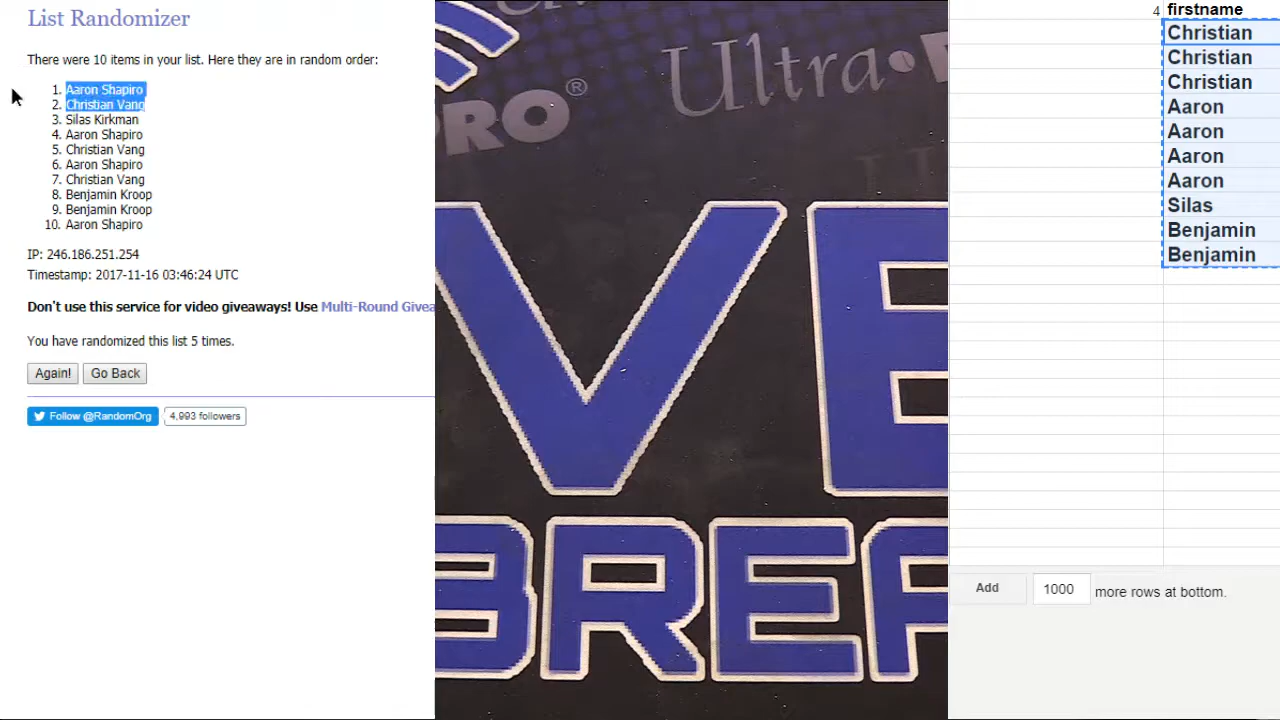 List Randomizer
There were 10 items in your list. Here they are in random order:
1. Aaron Shapiro
2. Christian Vang
3. Silas Kirkman
4. Aaron Shapiro
5. Christian Vang
6. Aaron Shapiro
7. Christian Vang
8. Benjamin Kroop
9. Benjamin Kroop
10. Aaron Shapiro
IP: 246.186.251.254
Timestamp: 2017-11-16 03:46:24 UTC
Don't use this service for video giveaways! Use Multi-Round Givea
You have randomized this list 5 times.
Again! Go Back
Follow @RandomOrg 4,993 followers
Ultra•
PRO®
VE
BREA
4 firstname
Christian
Christian
Christian
Aaron
Aaron
Aaron
Aaron
Silas
Benjamin
Benjamin
Add 1000 more rows at bottom.